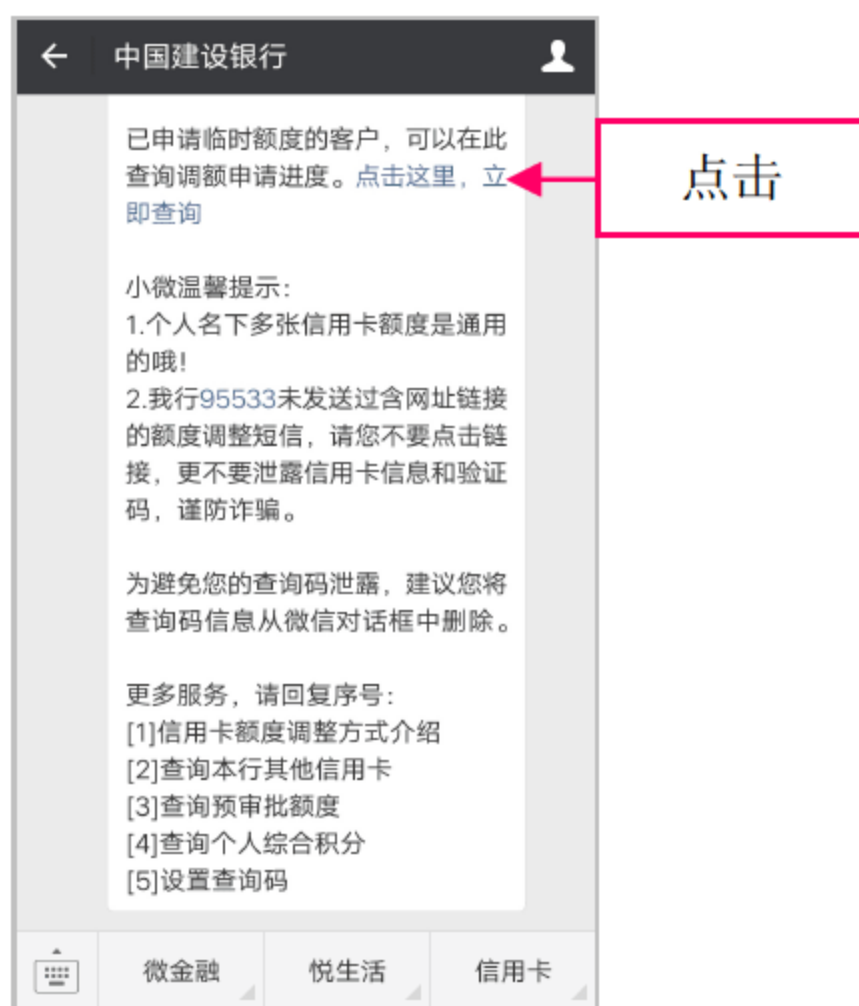 中国建设银行
已申请临时额度的客户，可以在此
查询调额申请进度。点击这里，立
即查询
点击
小微温馨提示：
1.个人名下多张信用卡额度是通用
的哦！
2.我行95533未发送过含网址链接
的额度调整短信，请您不要点击链
接，更不要泄露信用卡信息和验证
码，谨防诈骗。
为避免您的查询码泄露，建议您将
查询码信息从微信对话框中删除。
更多服务，请回复序号：
[1]信用卡额度调整方式介绍
[2]查询本行其他信用卡
[3]查询预审批额度
[4]查询个人综合积分
[5]设置查询码
微金融
悦生活
信用卡